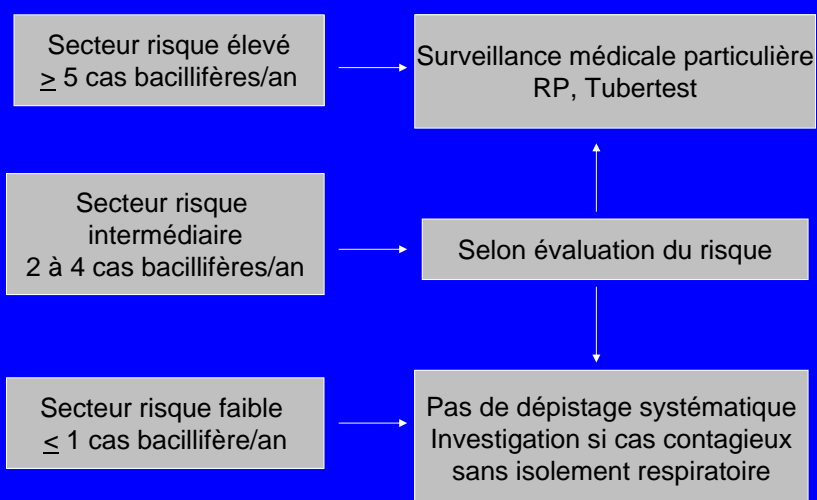 Secteur risque élevé
≥ 5 cas bacillifères/an
Surveillance médicale particulière
RP, Tubertest
Secteur risque
intermédiaire
2 à 4 cas bacillifères/an
Selon évaluation du risque
Secteur risque faible
≤ 1 cas bacillifère/an
Pas de dépistage systématique
Investigation si cas contagieux
sans isolement respiratoire